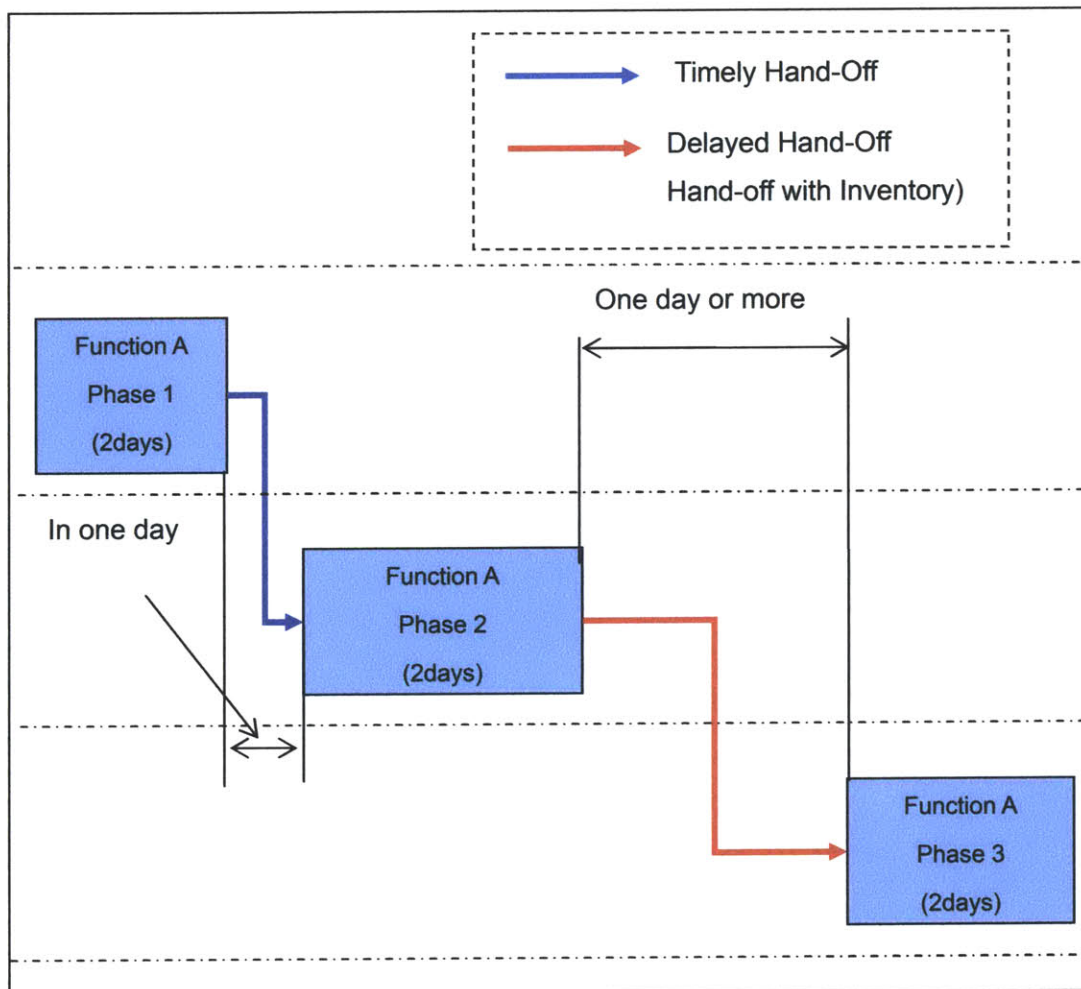 Timely Hand-Off
Delayed Hand-Off
Hand-off with Inventory)
One day or more
Function A
Phase 1
(2days)
In one day
Function A
Phase 2
(2days)
Function A
Phase 3
(2days)